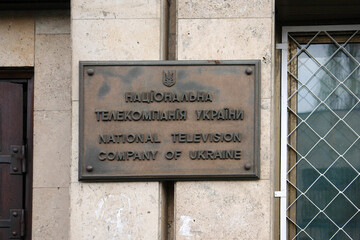 НАЦІОНАЛЬНА
ТЕЛЕКОМПАНІЯ УКРАЇНИ
NATIONAL TELEVISION
COMPANY OF UKRAINE